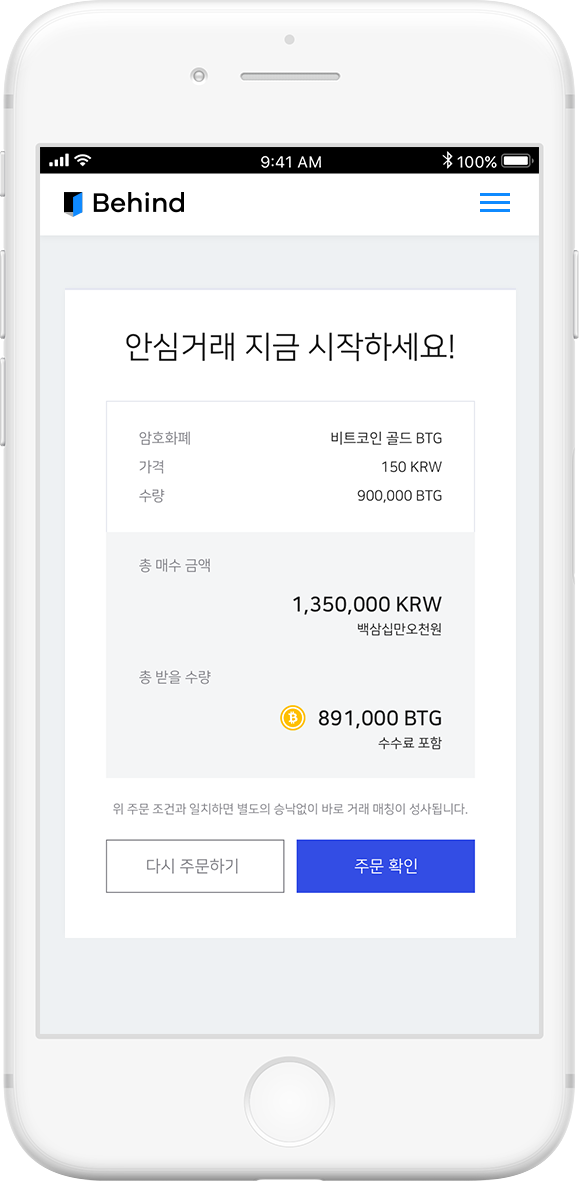 9:41 AM 100%
Behind
안심거래 지금 시작하세요!
암호화폐 비트코인 골드 BTG
가격 150 KRW
수량 900,000 BTG
총 매수 금액
1,350,000 KRW
백삼십만오천원
총 받을 수량
891,000 BTG
수수료 포함
위 주문 조건과 일치하면 별도의 승낙없이 바로 거래 매칭이 성사됩니다.
다시 주문하기 주문 확인